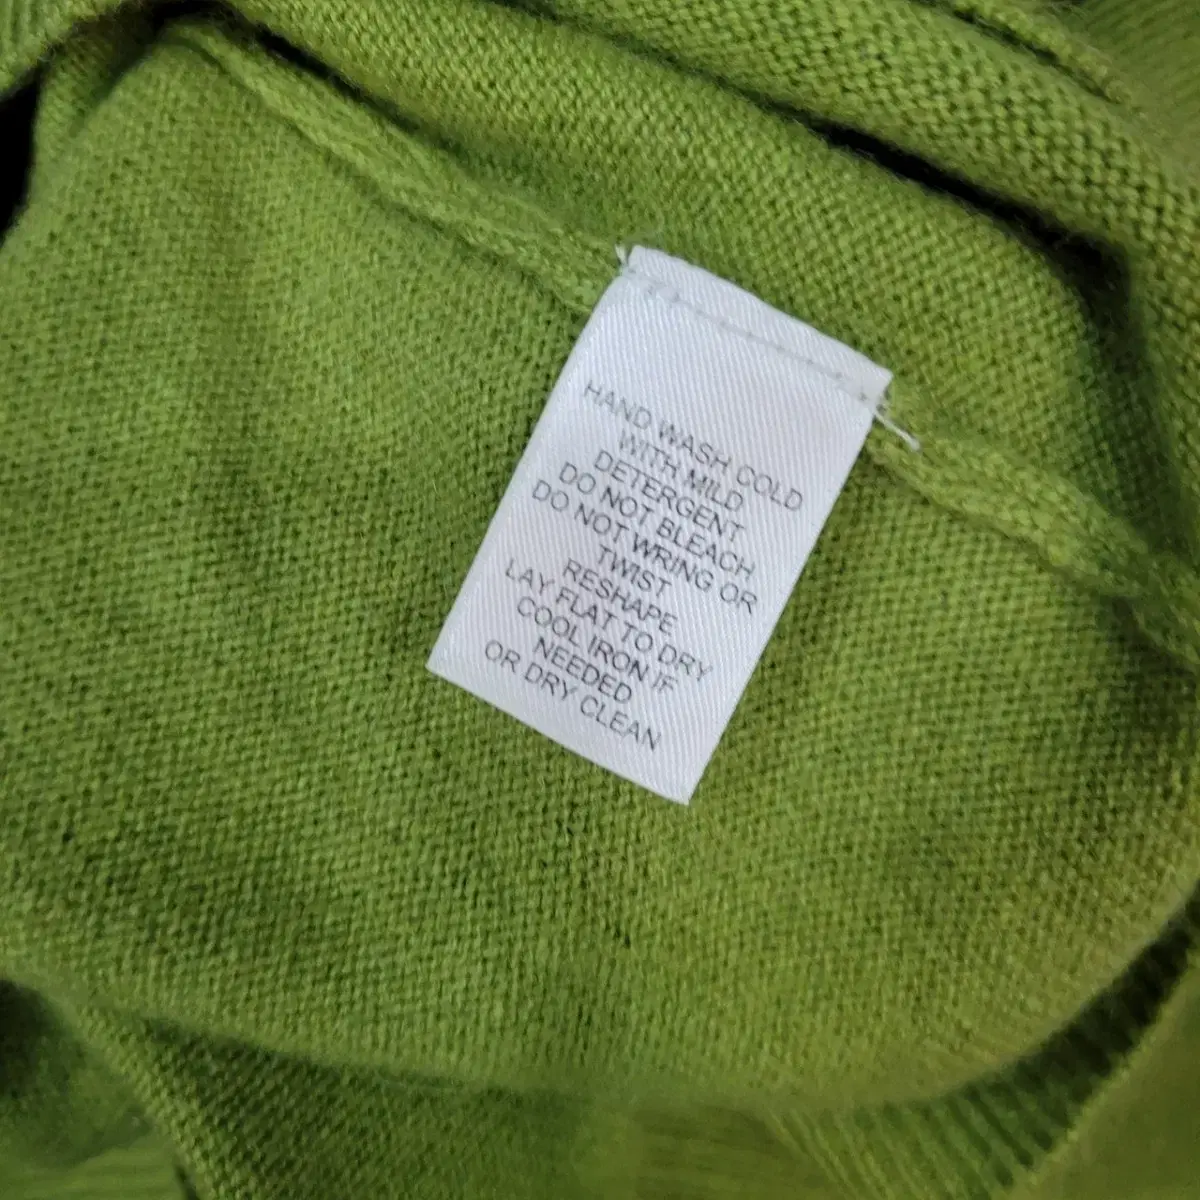 HAND WASH COLD
WITH MILD
DETERGENT
DO NOT BLEACH
DO NOT WRING OR
TWIST
RESHAPE
LAY FLAT TO DRY
COOL IRON IF
NEEDED
OR DRY CLEAN